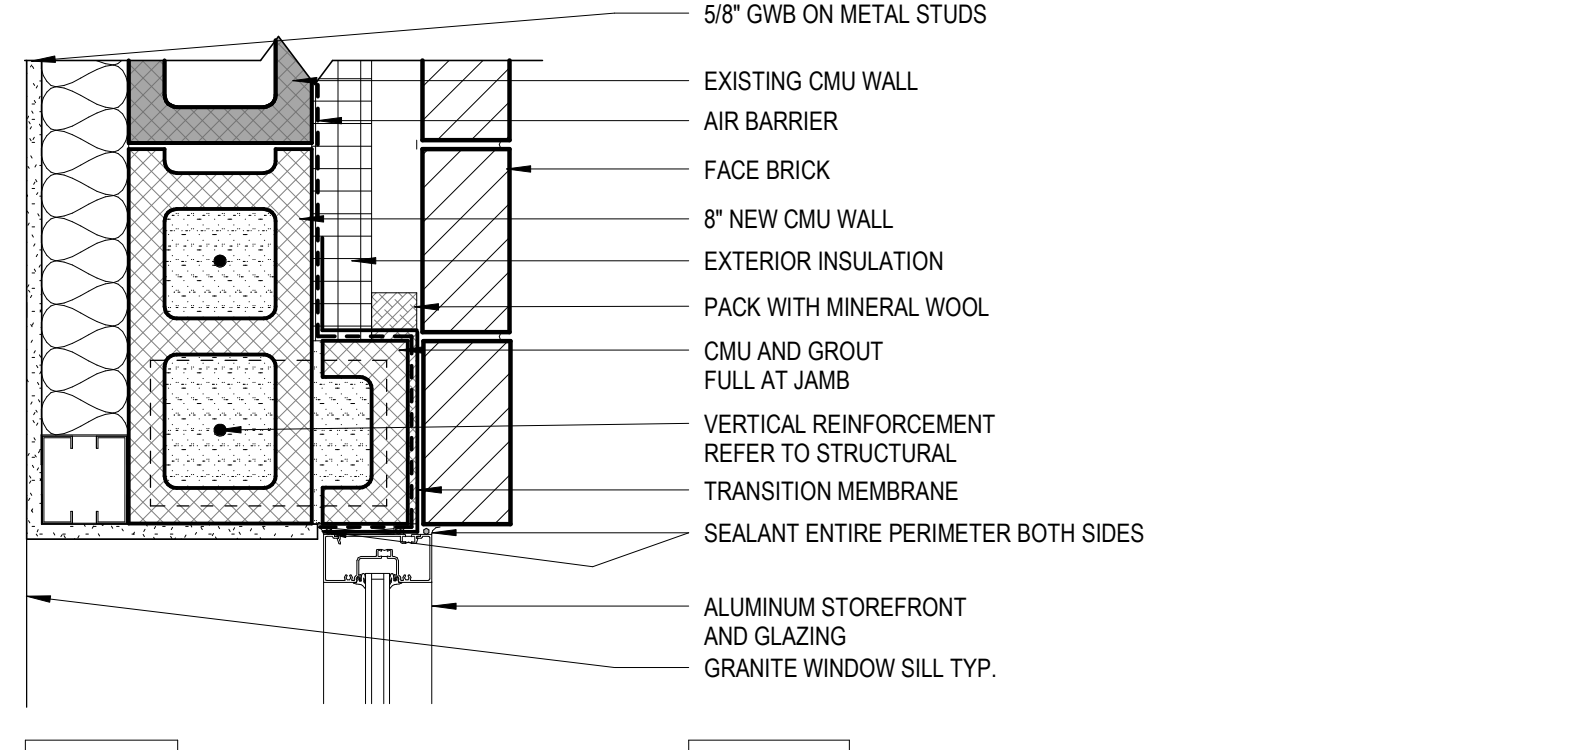 5/8" GWB ON METAL STUDS
EXISTING CMU WALL
AIR BARRIER
FACE BRICK
8" NEW CMU WALL
EXTERIOR INSULATION
PACK WITH MINERAL WOOL
CMU AND GROUT
FULL AT JAMB
VERTICAL REINFORCEMENT
REFER TO STRUCTURAL
TRANSITION MEMBRANE
SEALANT ENTIRE PERIMETER BOTH SIDES
ALUMINUM STOREFRONT
AND GLAZING
GRANITE WINDOW SILL TYP.